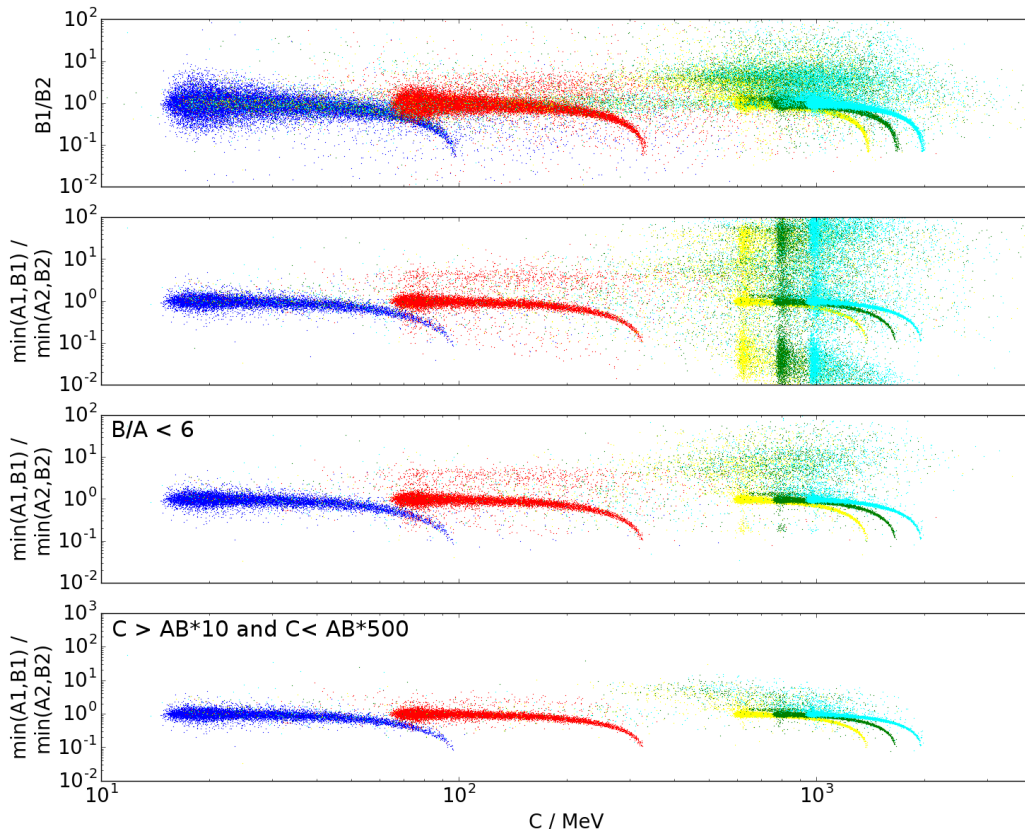 10^2
10^1
10^0
10^-1
10^-2
B1/B2
10^2
10^1
10^0
10^-1
10^-2
min(A1,B1) /
min(A2,B2)
B/A < 6
10^2
10^1
10^0
10^-1
10^-2
min(A1,B1) /
min(A2,B2)
C > AB*10 and C< AB*500
10^3
10^2
10^1
10^0
10^-1
10^-2
min(A1,B1) /
min(A2,B2)
10^1 10^2 10^3
C / MeV